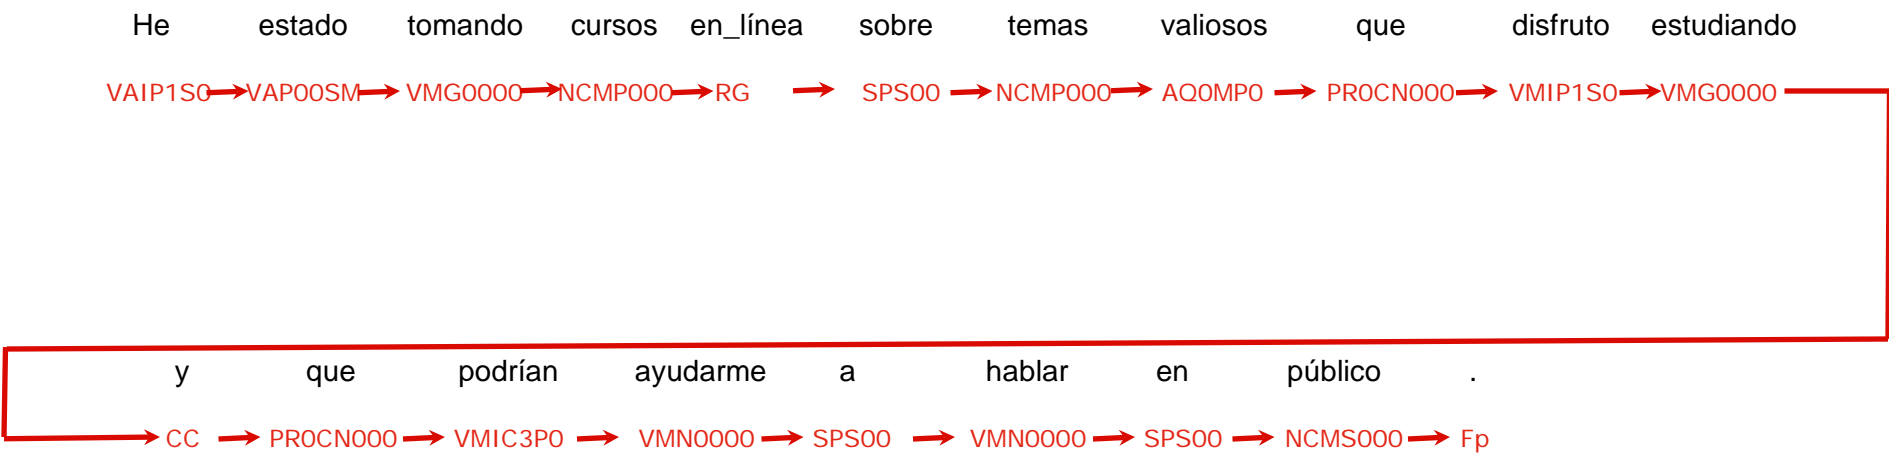 He estado tomando cursos en_línea sobre temas valiosos que disfruto estudiando
VAIP1S0 VAP00SM VMG0000 NCMP000 RG SPS00 NCMP000 AQ0MP0 PR0CN000 VMIP1S0 VMG0000
y que podrían ayudarme a hablar en público .
CC PR0CN000 VMIC3P0 VMN0000 SPS00 VMN0000 SPS00 NCMS000 Fp